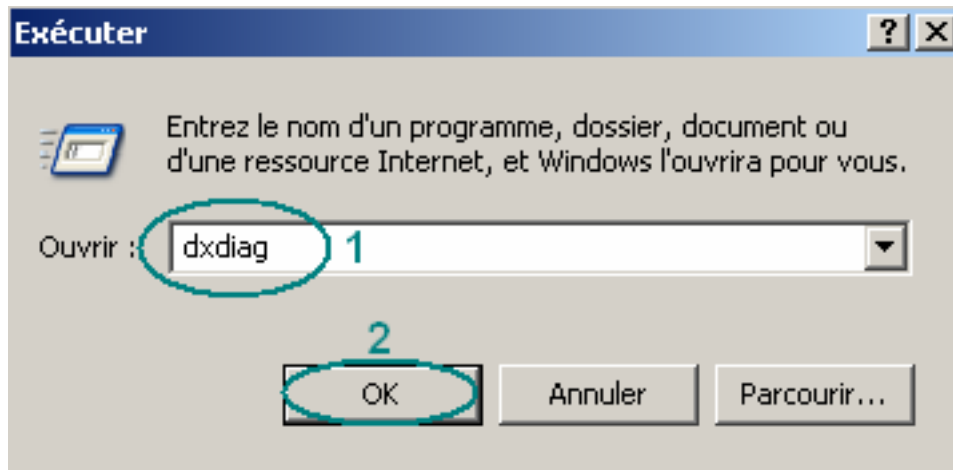 Exécuter
Entrez le nom d'un programme, dossier, document ou
d'une ressource Internet, et Windows l'ouvrira pour vous.
Ouvrir : dxdiag 1
2
OK Annuler Parcourir...